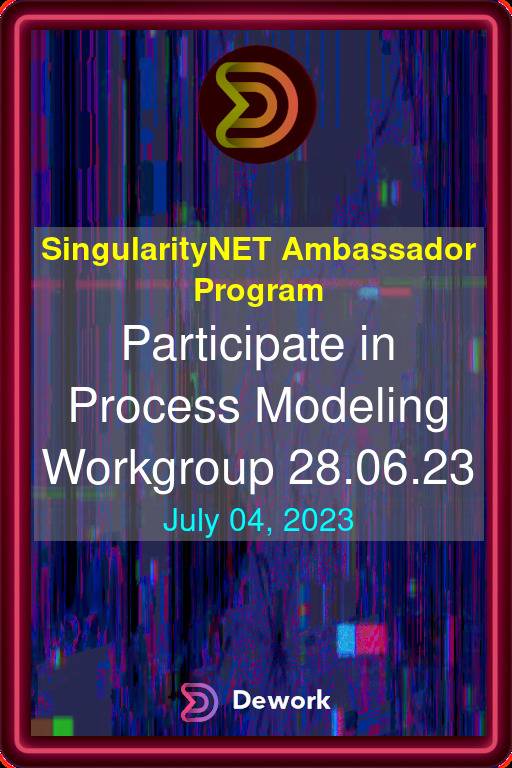 SingularityNET Ambassador
Program
Participate in
Process Modeling
Workgroup 28.06.23
July 04, 2023
Dework